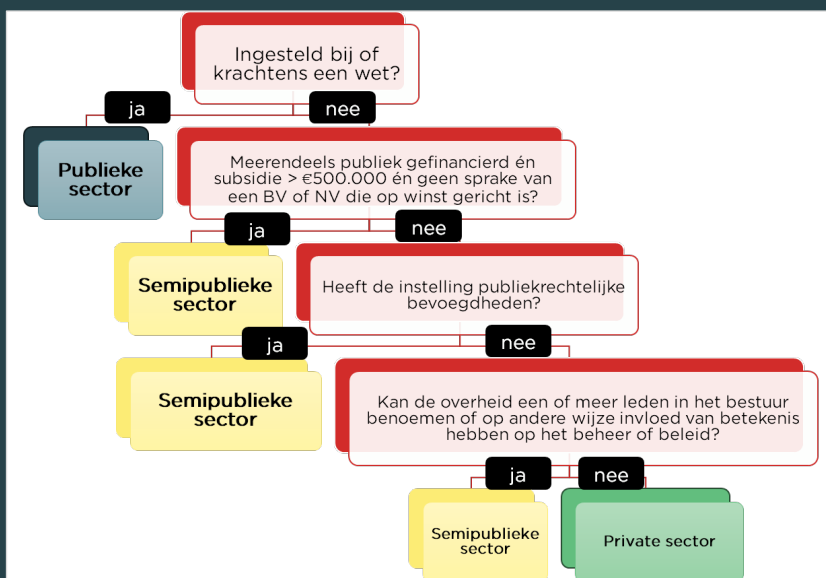 Ingesteld bij of
krachtens een wet?
ja
nee
Publieke
sector
Meerendeels publiek gefinancierd én
subsidie > €500.000 én geen sprake van
een BV of NV die op winst gericht is?
ja
nee
Semipublieke
sector
Heeft de instelling publiekrechtelijke
bevoegdheden?
ja
nee
Semipublieke
sector
Kan de overheid een of meer leden in het bestuur
benoemen of op andere wijze invloed van betekenis
hebben op het beheer of beleid?
ja
nee
Semipublieke
sector
Private sector